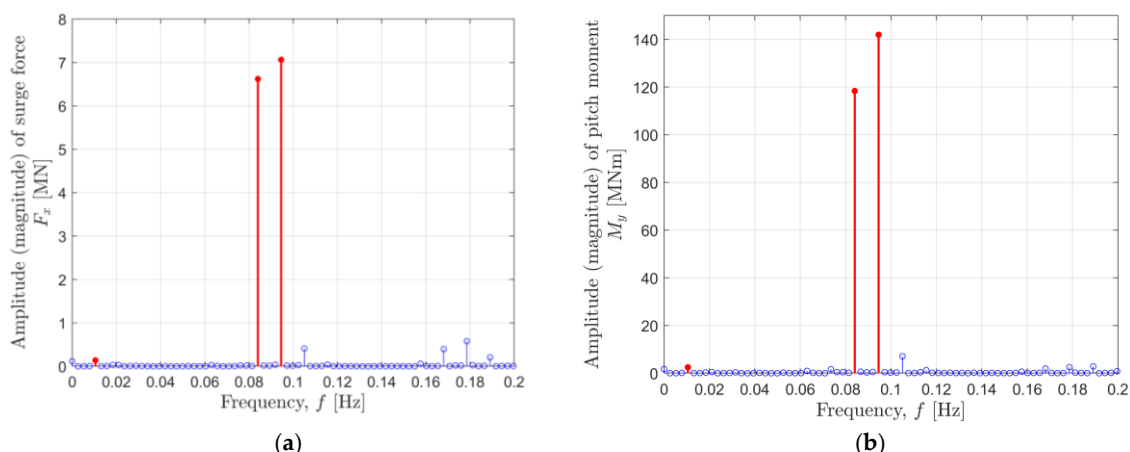 Amplitude (magnitude) of surge force
F_x [MN]
8
7
6
5
4
3
2
1
0
0 0.02 0.04 0.06 0.08 0.1 0.12 0.14 0.16 0.18 0.2
Frequency, f [Hz]
(a)
Amplitude (magnitude) of pitch moment
M_y [MNm]
140
120
100
80
60
40
20
0
0 0.02 0.04 0.06 0.08 0.1 0.12 0.14 0.16 0.18 0.2
Frequency, f [Hz]
(b)